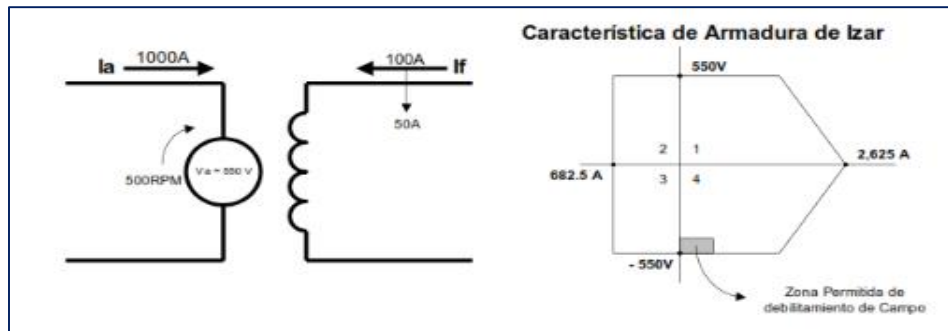 Ia
1000A
100A
If
50A
500RPM
Va = 550 V
Característica de Armadura de Izar
550V
2
1
682.5 A
2,625 A
3
4
- 550V
Zona Permitida de
debilitamiento de Campo